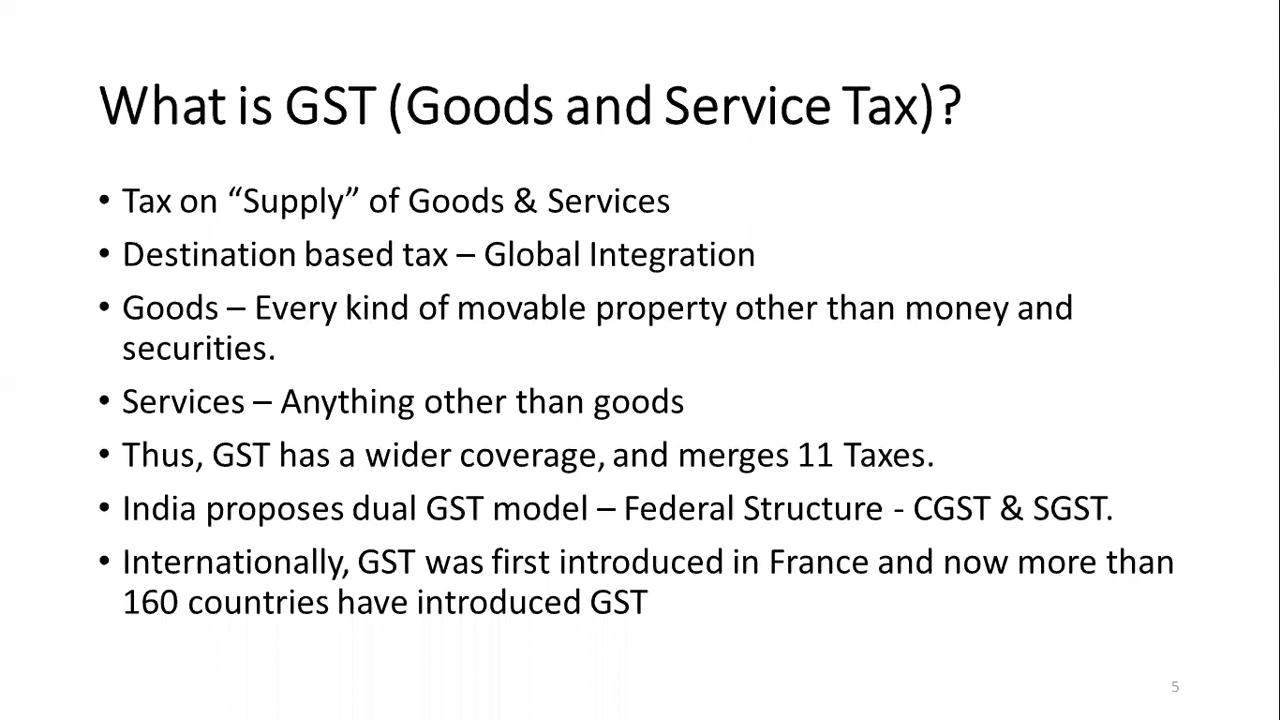 What is GST (Goods and Service Tax)?
• Tax on “Supply” of Goods & Services
• Destination based tax – Global Integration
• Goods – Every kind of movable property other than money and
securities.
• Services – Anything other than goods
• Thus, GST has a wider coverage, and merges 11 Taxes.
• India proposes dual GST model – Federal Structure - CGST & SGST.
• Internationally, GST was first introduced in France and now more than
160 countries have introduced GST
5